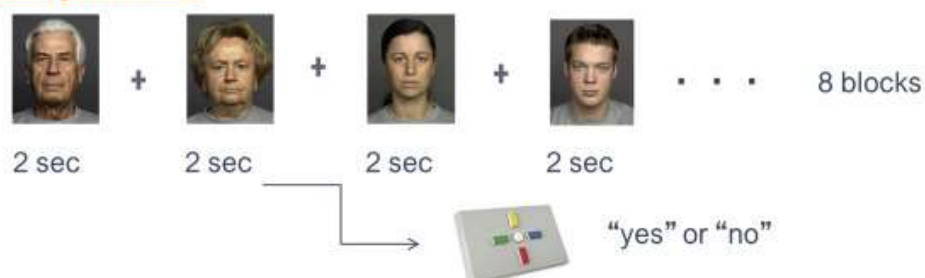 + + + . . . 8 blocks
2 sec 2 sec 2 sec 2 sec
“yes” or “no”